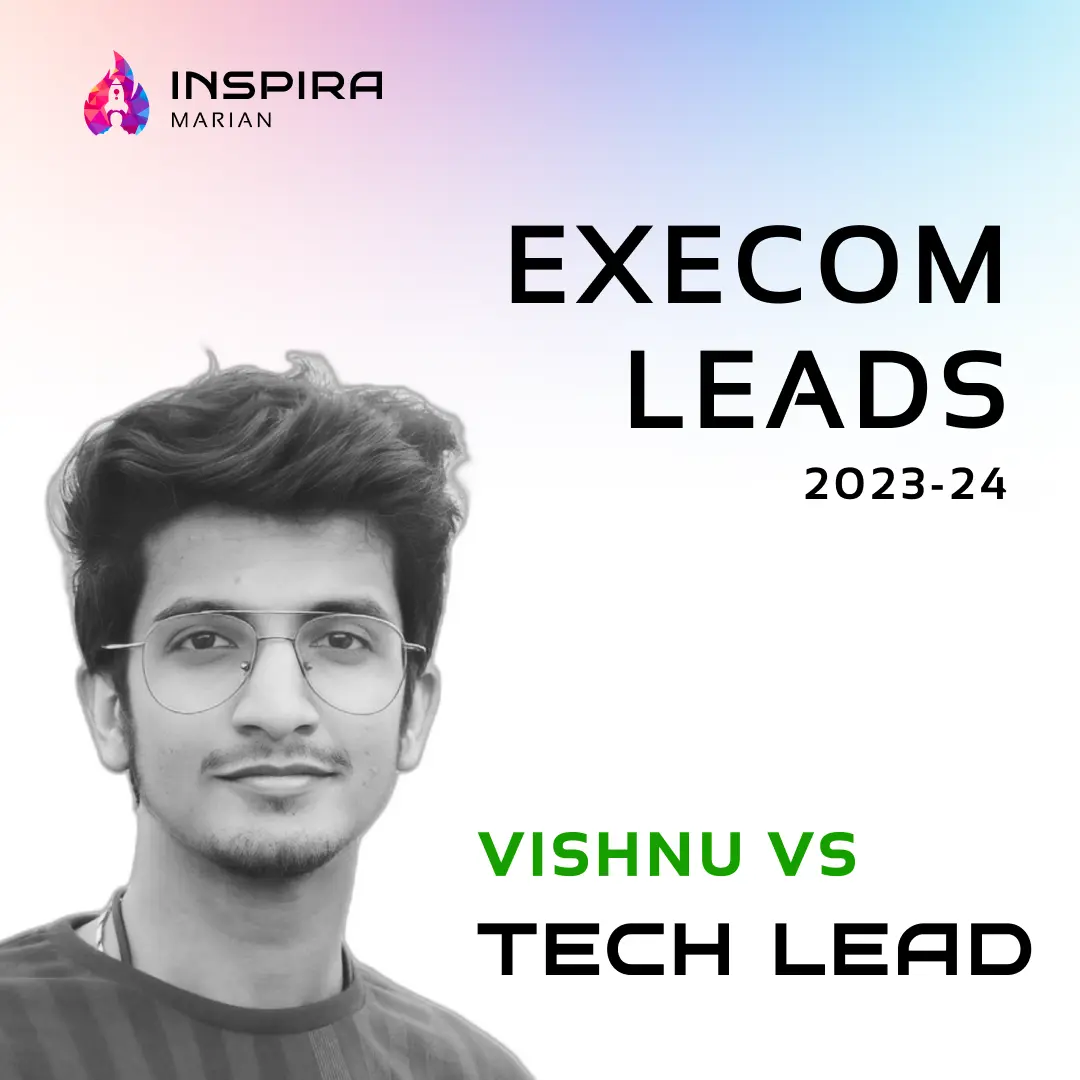 INSPIRA
MARIAN
EXECOM
LEADS
2023-24
VISHNU VS
TECH LEAD